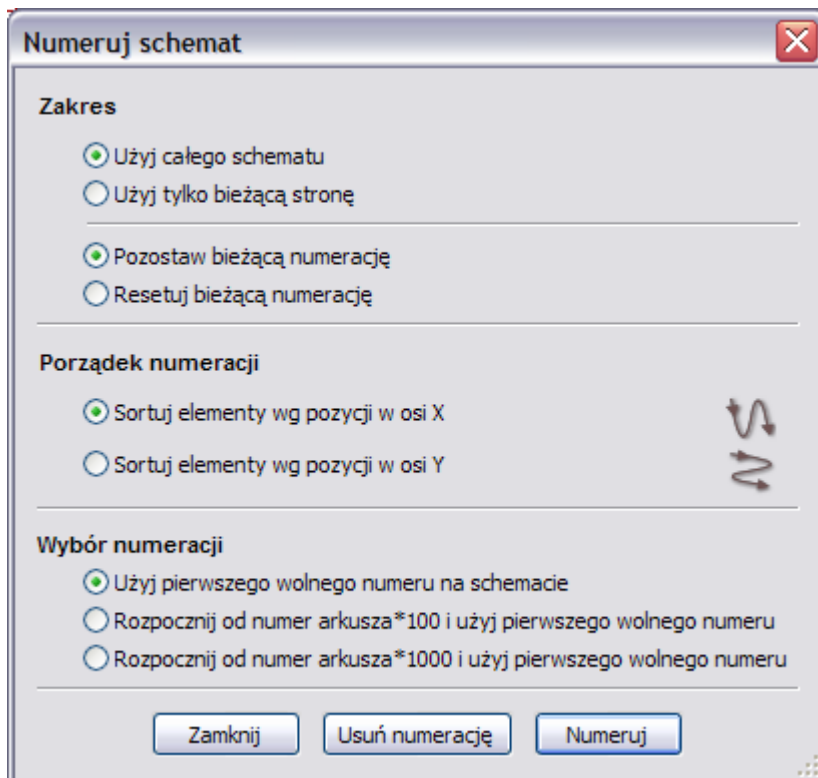 Numeruj schemat
Zakres
Użyj całego schematu
Użyj tylko bieżącą stronę
Pozostaw bieżącą numerację
Resetuj bieżącą numerację
Porządek numeracji
Sortuj elementy wg pozycji w osi X
Sortuj elementy wg pozycji w osi Y
Wybór numeracji
Użyj pierwszego wolnego numeru na schemacie
Rozpocznij od numer arkusza*100 i użyj pierwszego wolnego numeru
Rozpocznij od numer arkusza*1000 i użyj pierwszego wolnego numeru
Zamknij Usuń numerację Numeruj